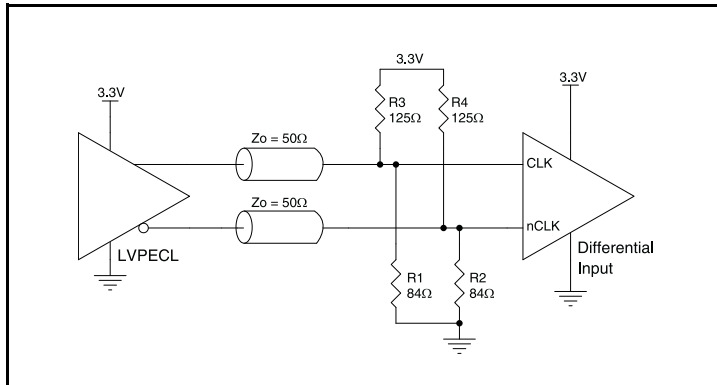 3.3V
3.3V
3.3V
R3
125Ω
R4
125Ω
Zo = 50Ω
CLK
Zo = 50Ω
nCLK
LVPECL
Differential
Input
R1
84Ω
R2
84Ω